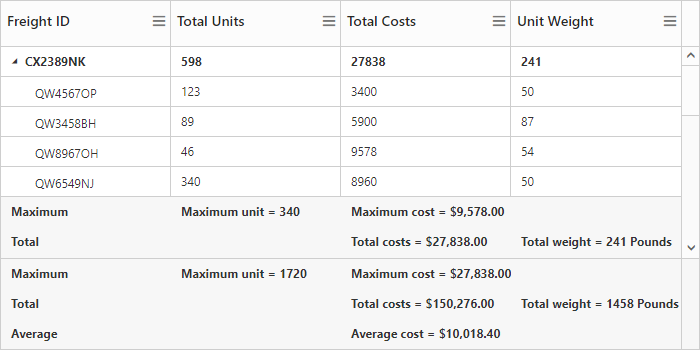 Freight ID Total Units Total Costs Unit Weight
CX2389NK 598 27838 241
QW4567OP 123 3400 50
QW3458BH 89 5900 87
QW8967OH 46 9578 54
QW6549NJ 340 8960 50
Maximum Maximum unit = 340 Maximum cost = $9,578.00
Total Total costs = $27,838.00 Total weight = 241 Pounds
Maximum Maximum unit = 1720 Maximum cost = $27,838.00
Total Total costs = $150,276.00 Total weight = 1458 Pounds
Average Average cost = $10,018.40